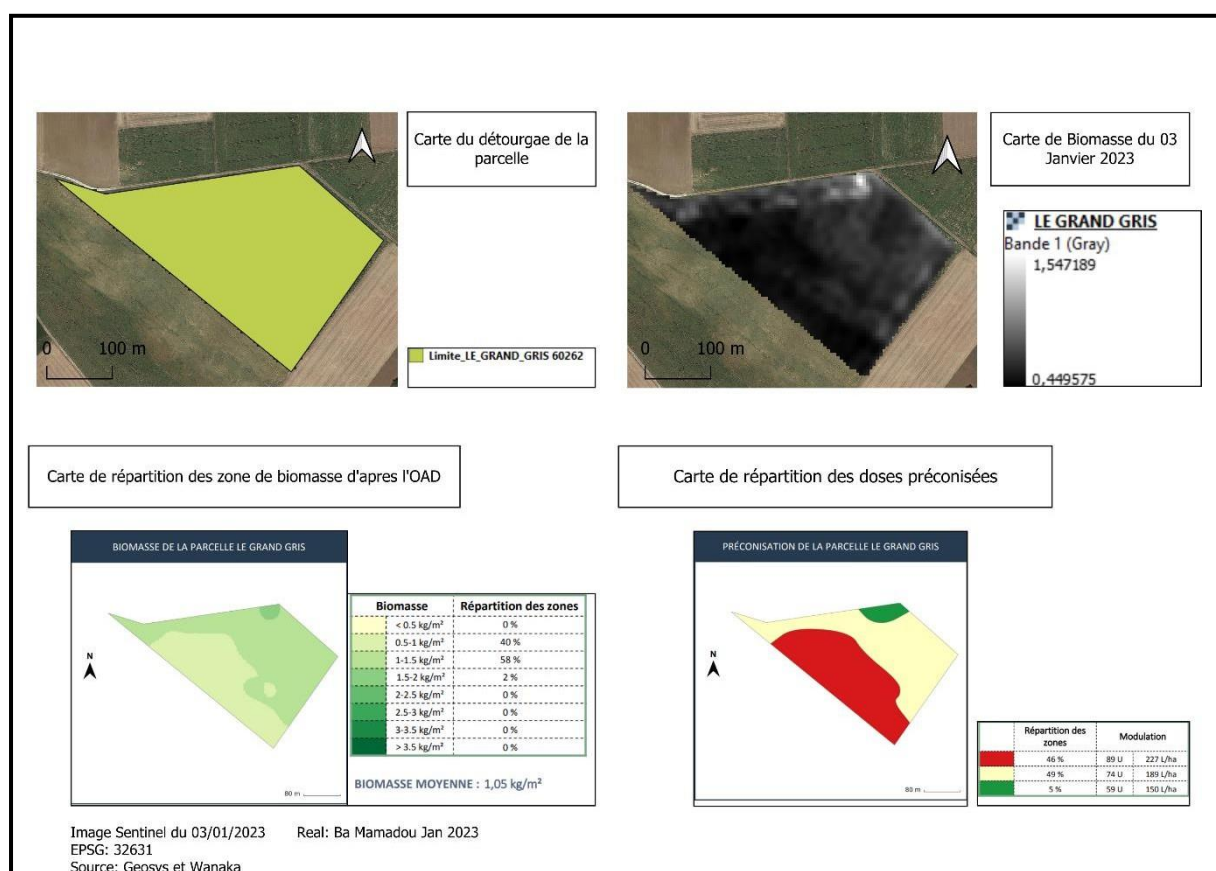 Carte du détourgae de la
parcelle
0 100 m
Limite_LE_GRAND_GRIS 60262
Carte de Biomasse du 03
Janvier 2023
0 100 m
LE GRAND GRIS
Bande 1 (Gray)
1,547189
0,449575
Carte de répartition des zone de biomasse d'apres l'OAD
BIOMASSE DE LA PARCELLE LE GRAND GRIS
N
80 m
Biomasse Répartition des zones
< 0.5 kg/m² 0 %
0.5-1 kg/m² 40 %
1-1.5 kg/m² 58 %
1.5-2 kg/m² 2 %
2-2.5 kg/m² 0 %
2.5-3 kg/m² 0 %
3-3.5 kg/m² 0 %
> 3.5 kg/m² 0 %
BIOMASSE MOYENNE : 1,05 kg/m²
Carte de répartition des doses préconisées
PRÉCONISATION DE LA PARCELLE LE GRAND GRIS
N
80 m
Répartition des
zones Modulation
46 % 89 U 227 L/ha
49 % 74 U 189 L/ha
5 % 59 U 150 L/ha
Image Sentinel du 03/01/2023 Real: Ba Mamadou Jan 2023
EPSG: 32631
Source: Geosys et Wanaka